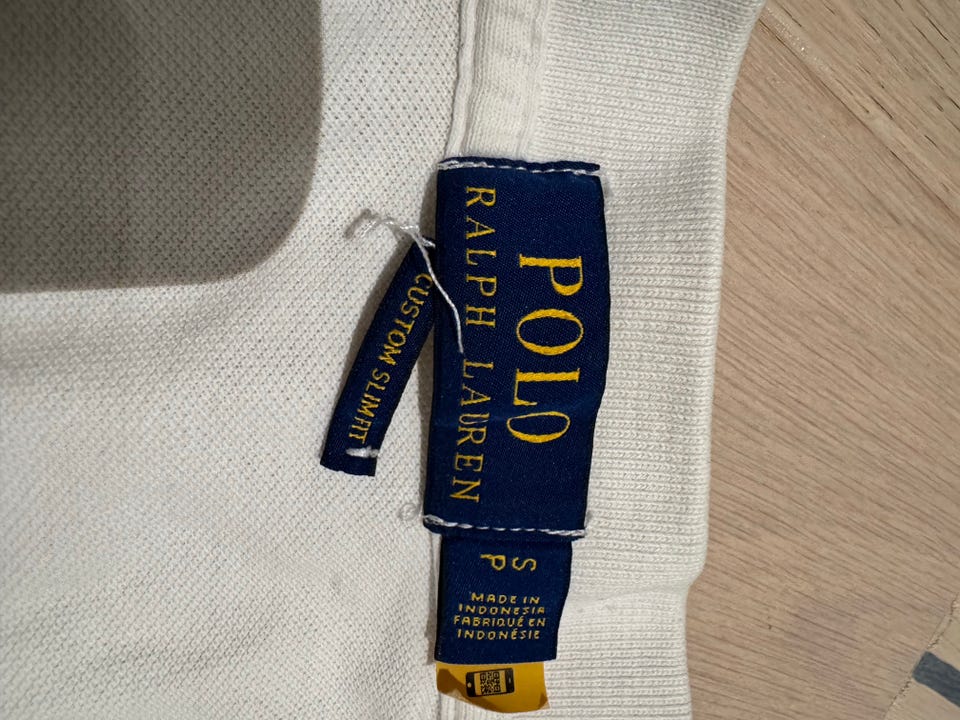 POLO
RALPH LAUREN
CUSTOM SLIM FIT
S
P
MADE IN
INDONESIA
FABRIQUÉ EN
INDONÉSIE